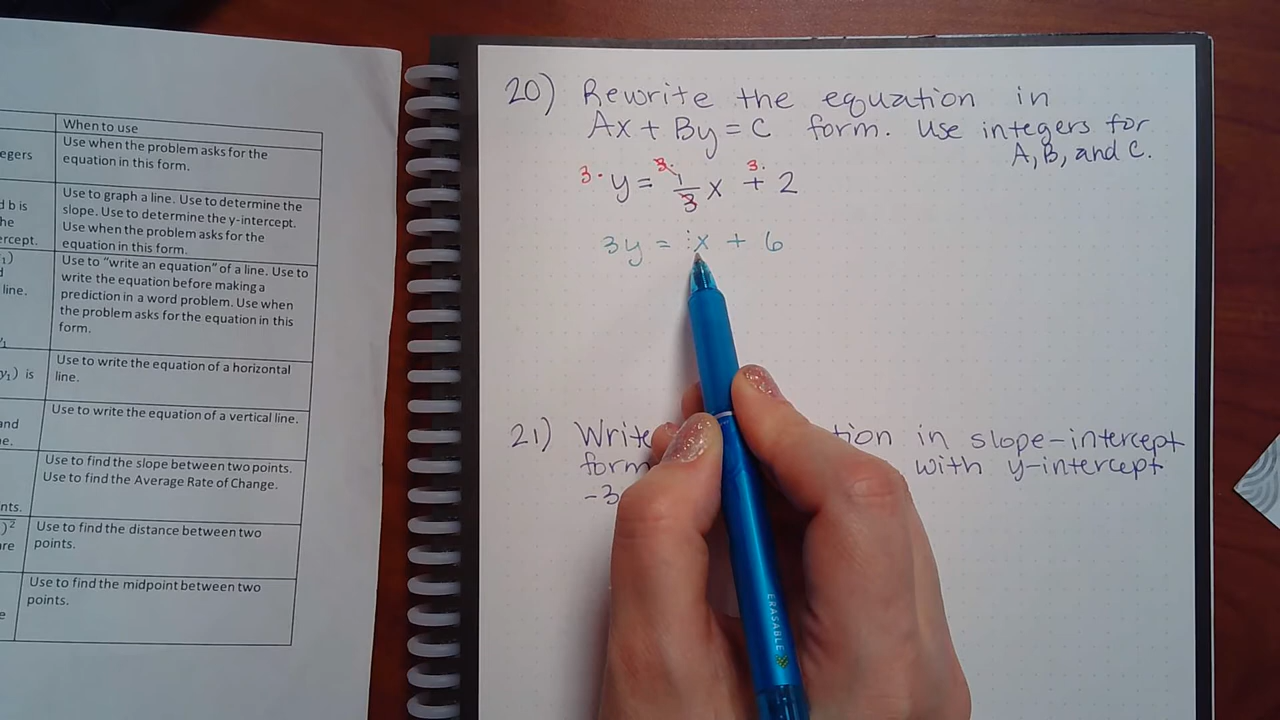 When to use
egers
Use when the problem asks for the
equation in this form.
d b is
he
ercept.
Use to graph a line. Use to determine the
slope. Use to determine the y-intercept.
Use when the problem asks for the
equation in this form.
₁)
d
line.
y₁
Use to “write an equation” of a line. Use to
write the equation before making a
prediction in a word problem. Use when
the problem asks for the equation in this
form.
y₁) is
Use to write the equation of a horizontal
line.
and
e.
Use to write the equation of a vertical line.
nts.
Use to find the slope between two points.
Use to find the Average Rate of Change.
)²
are
Use to find the distance between two
points.
e
Use to find the midpoint between two
points.
20) Rewrite the equation in
Ax + By = C form. Use integers for
A, B, and C.
3· 3· 3·
y = 1/3 x + 2
3y = x + 6
21) Write tion in slope-intercept
form with y-intercept
-3
ERASABLE